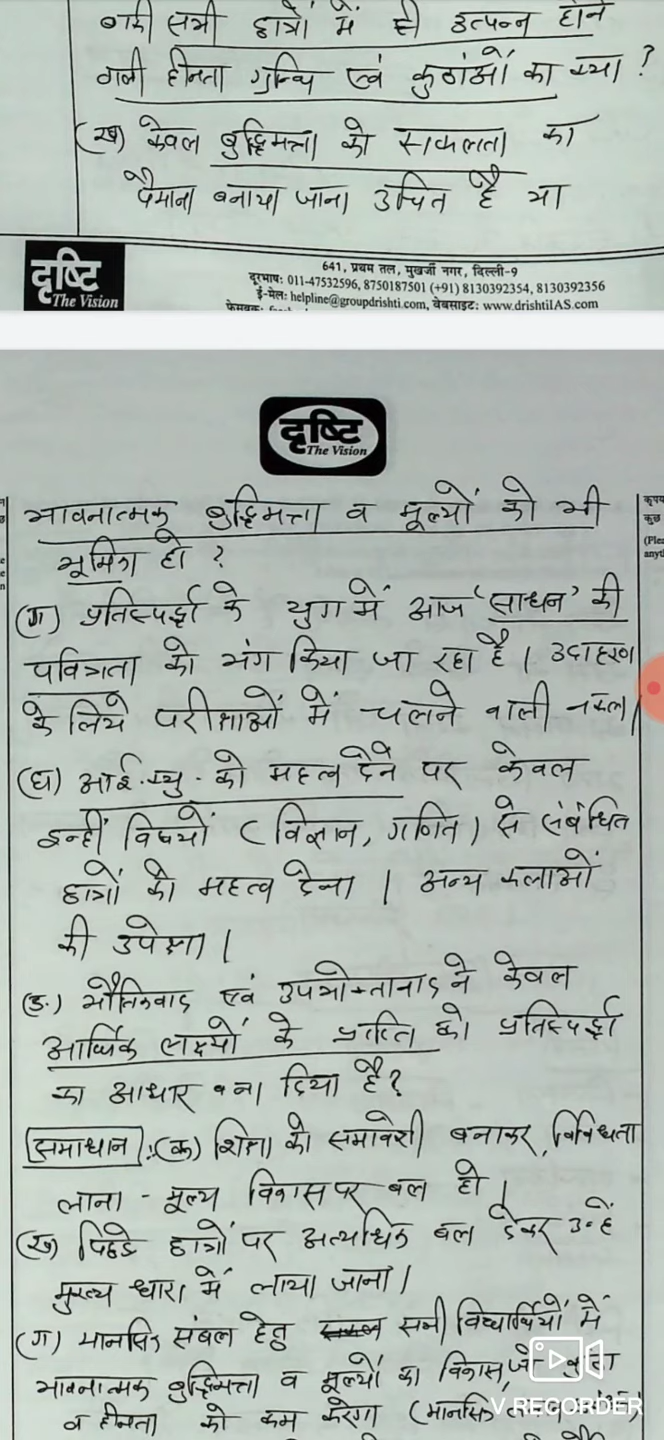 बाकी सभी छात्रों में ही उत्पन्न होने
वाली हीनता ग्रन्थि एवं कुठांओं का क्या?
(ख) केवल बुद्धिमत्ता को सफलता का
पैमाना बनाया जाना उचित है या
दृष्टि
The Vision
641, प्रथम तल, मुखर्जी नगर, दिल्ली-9
दूरभाष: 011-47532596, 8750187501 (+91) 8130392354, 8130392356
ई-मेल: helpline@groupdrishti.com, वेबसाइट: www.drishtiIAS.com
फेसबुक:
दृष्टि
The Vision
भावनात्मक बुद्धिमत्ता व मूल्यों को भी
भूमिका हो ?
(ग) प्रतिस्पर्द्धा के युग में आज 'साधन' की
पवित्रता को भंग किया जा रहा है। उदाहरण
के लिये परीक्षाओं में चलने वाली नकल।
(घ) आई.क्यु. को महत्व देने पर केवल
इन्हीं विषयों (विज्ञान, गणित) से संबंधित
छात्रों को महत्व देना। अन्य कलाओं
की उपेक्षा।
(ङ.) भौतिकवाद एवं उपभोक्तावाद ने केवल
आर्थिक लक्ष्यों के प्राप्ति को प्रतिस्पर्द्धा
का आधार बना दिया है?
समाधान : (क) शिक्षा को समावेशी बनाकर, विविधता
लाना - मूल्य विकास पर बल हो।
(ख) पिछडे छात्रों पर अत्यधिक बल देकर उन्हें
मुख्य धारा में लाया जाना।
(ग) मानसिक संबल हेतु सभी विद्यार्थियों में
भावनात्मक बुद्धिमत्ता व मूल्यों का विकास, जो कुंठा
व हीनता को कम करेगा (मानसिक
V RECORDER